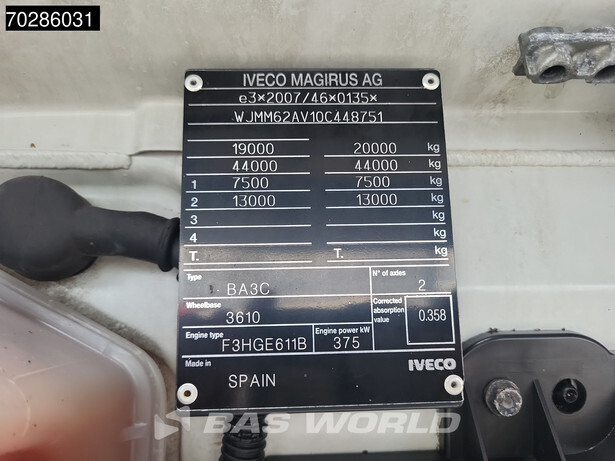 70286031
IVECO MAGIRUS AG
e3×2007/46×0135×
WJMM62AV10C448751
19000 20000 kg
44000 44000 kg
1 7500 7500 kg
2 13000 13000 kg
3 kg
4 kg
T. T. kg
Type BA3C N° of axles 2
Wheelbase 3610 Corrected absorption value 0.358
Engine type F3HGE611B Engine power kW 375
Made in SPAIN IVECO
BAS WORLD